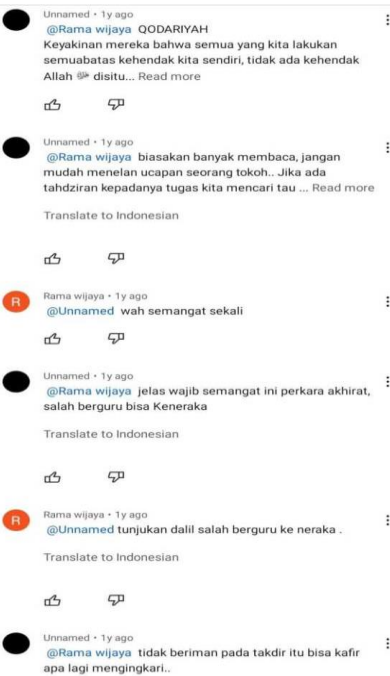 Unnamed • 1y ago
@Rama wijaya QODARIYAH
Keyakinan mereka bahwa semua yang kita lakukan
semuabatas kehendak kita sendiri, tidak ada kehendak
Allah ﷻ disitu... Read more
Unnamed • 1y ago
@Rama wijaya biasakan banyak membaca, jangan
mudah menelan ucapan seorang tokoh.. Jika ada
tahdziran kepadanya tugas kita mencari tau ... Read more
Translate to Indonesian
R
Rama wijaya • 1y ago
@Unnamed wah semangat sekali
Unnamed • 1y ago
@Rama wijaya jelas wajib semangat ini perkara akhirat,
salah berguru bisa Keneraka
Translate to Indonesian
R
Rama wijaya • 1y ago
@Unnamed tunjukan dalil salah berguru ke neraka .
Translate to Indonesian
Unnamed • 1y ago
@Rama wijaya tidak beriman pada takdir itu bisa kafir
apa lagi mengingkari..